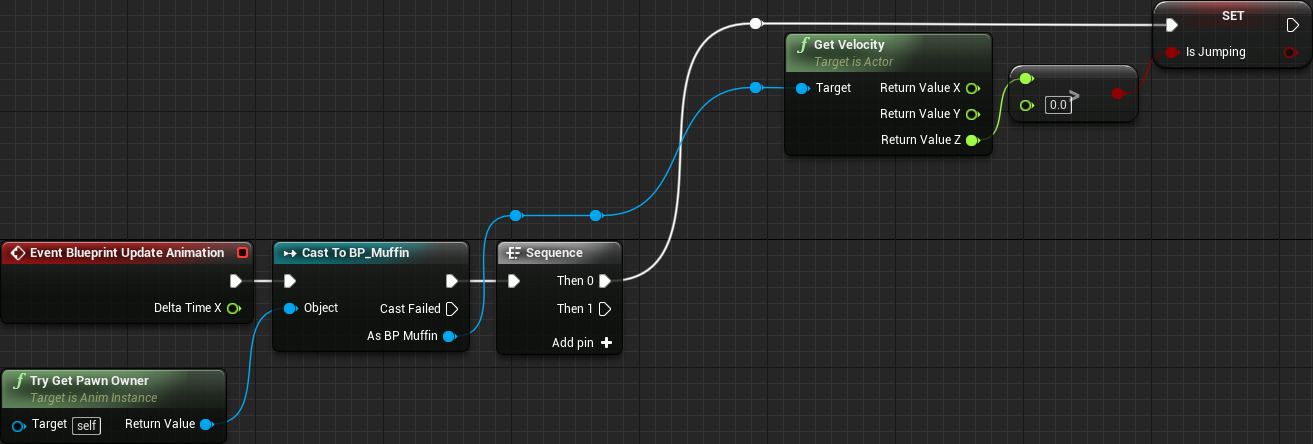 SET
Is Jumping
Get Velocity
Target is Actor
Target
Return Value X
Return Value Y
Return Value Z
0.0
>
Event Blueprint Update Animation
Delta Time X
Cast To BP_Muffin
Object
Cast Failed
As BP Muffin
Sequence
Then 0
Then 1
Add pin
Try Get Pawn Owner
Target is Anim Instance
Target self Return Value